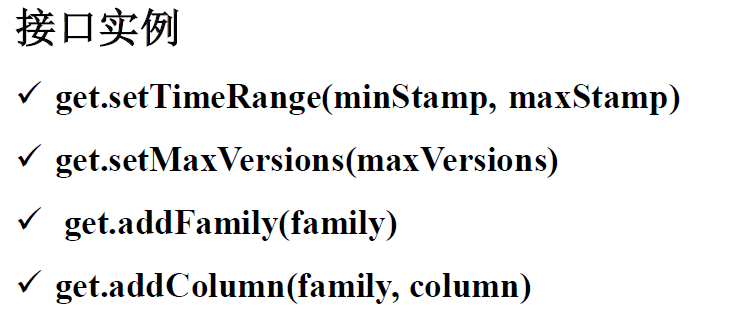 接口实例
✓ get.setTimeRange(minStamp, maxStamp)
✓ get.setMaxVersions(maxVersions)
✓ get.addFamily(family)
✓ get.addColumn(family, column)